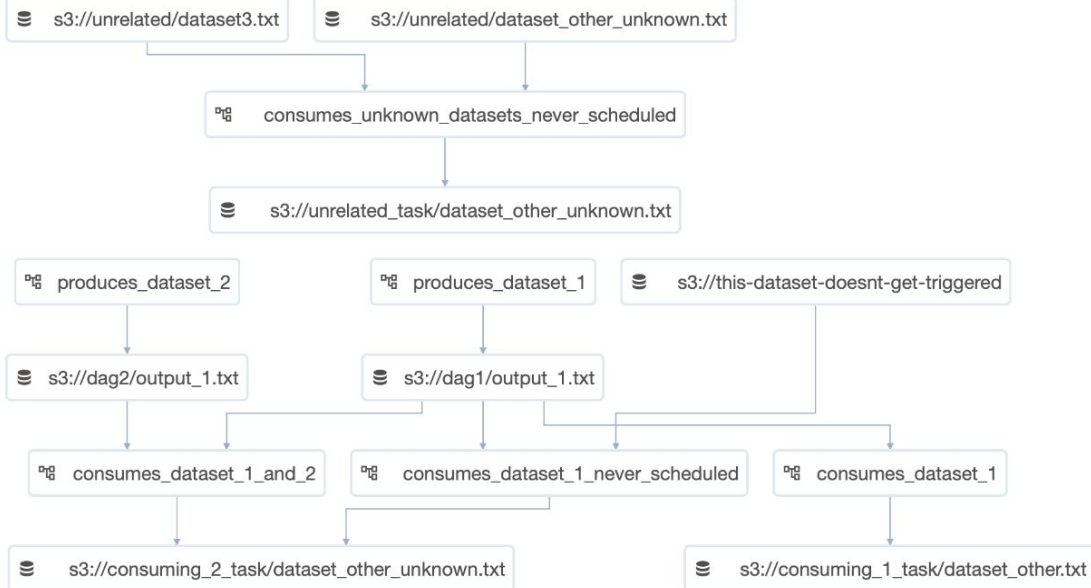 s3://unrelated/dataset3.txt
s3://unrelated/dataset_other_unknown.txt
consumes_unknown_datasets_never_scheduled
s3://unrelated_task/dataset_other_unknown.txt
produces_dataset_2
produces_dataset_1
s3://this-dataset-doesnt-get-triggered
s3://dag2/output_1.txt
s3://dag1/output_1.txt
consumes_dataset_1_and_2
consumes_dataset_1_never_scheduled
consumes_dataset_1
s3://consuming_2_task/dataset_other_unknown.txt
s3://consuming_1_task/dataset_other.txt